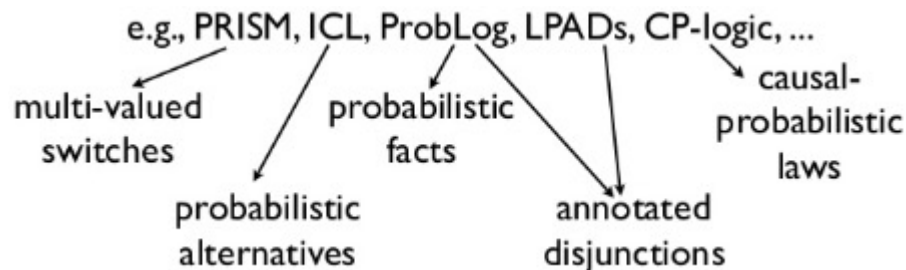 e.g., PRISM, ICL, ProbLog, LPADs, CP-logic, ...
multi-valued
switches
probabilistic
facts
causal-
probabilistic
laws
probabilistic
alternatives
annotated
disjunctions